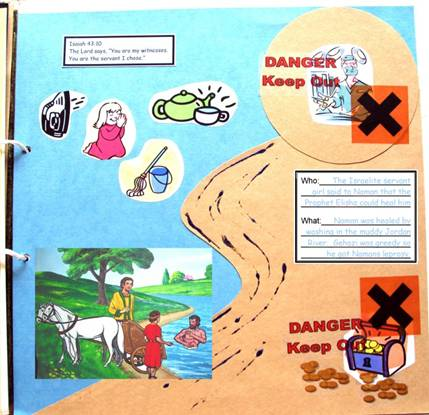 Isaiah 43:10
The Lord says, "You are my witnesses.
You are the servant I chose."
DANGER
Keep Out
Who: The Israelite servant
girl said to Naman that the
Prophet Elisha could heal him
What: Naman was healed by
washing in the muddy Jordan
River. Gehazi was greedy so
he got Namans leprosy.
DANGER
Keep Out